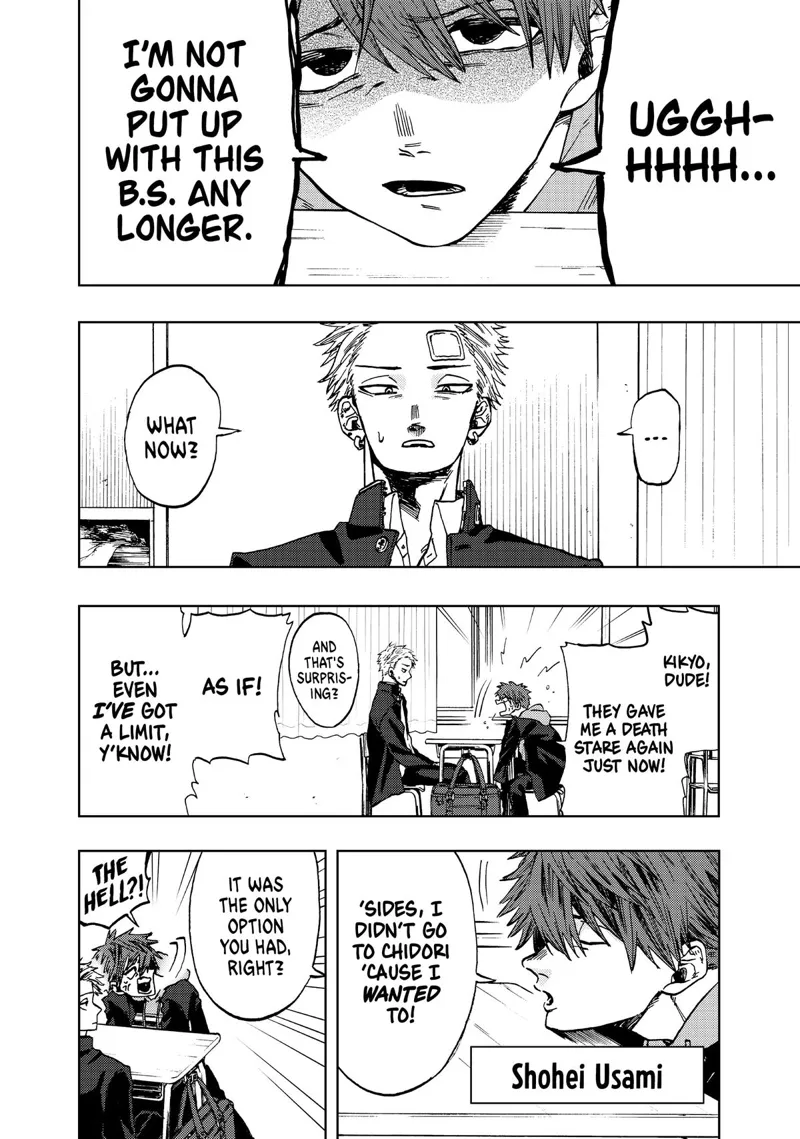 UGGH-
HHHH...
I'M NOT
GONNA
PUT UP
WITH THIS
B.S. ANY
LONGER.
...
WHAT
NOW?
KIKYO,
DUDE!
THEY GAVE
ME A DEATH
STARE AGAIN
JUST NOW!
AND
THAT'S
SURPRIS-
ING?
AS IF!
BUT...
EVEN
I'VE GOT
A LIMIT,
Y'KNOW!
'SIDES, I
DIDN'T GO
TO CHIDORI
'CAUSE I
WANTED
TO!
Shohei Usami
IT WAS
THE ONLY
OPTION
YOU HAD,
RIGHT?
THE
HELL?!